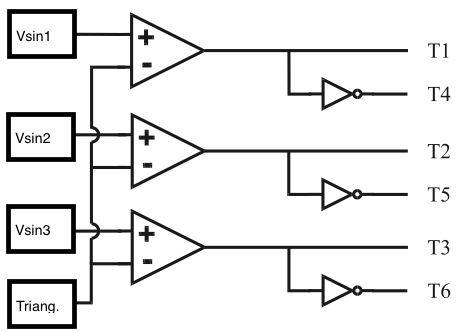 Vsin1
+
-
T1
T4
Vsin2
+
-
T2
T5
Vsin3
+
-
T3
T6
Triang.